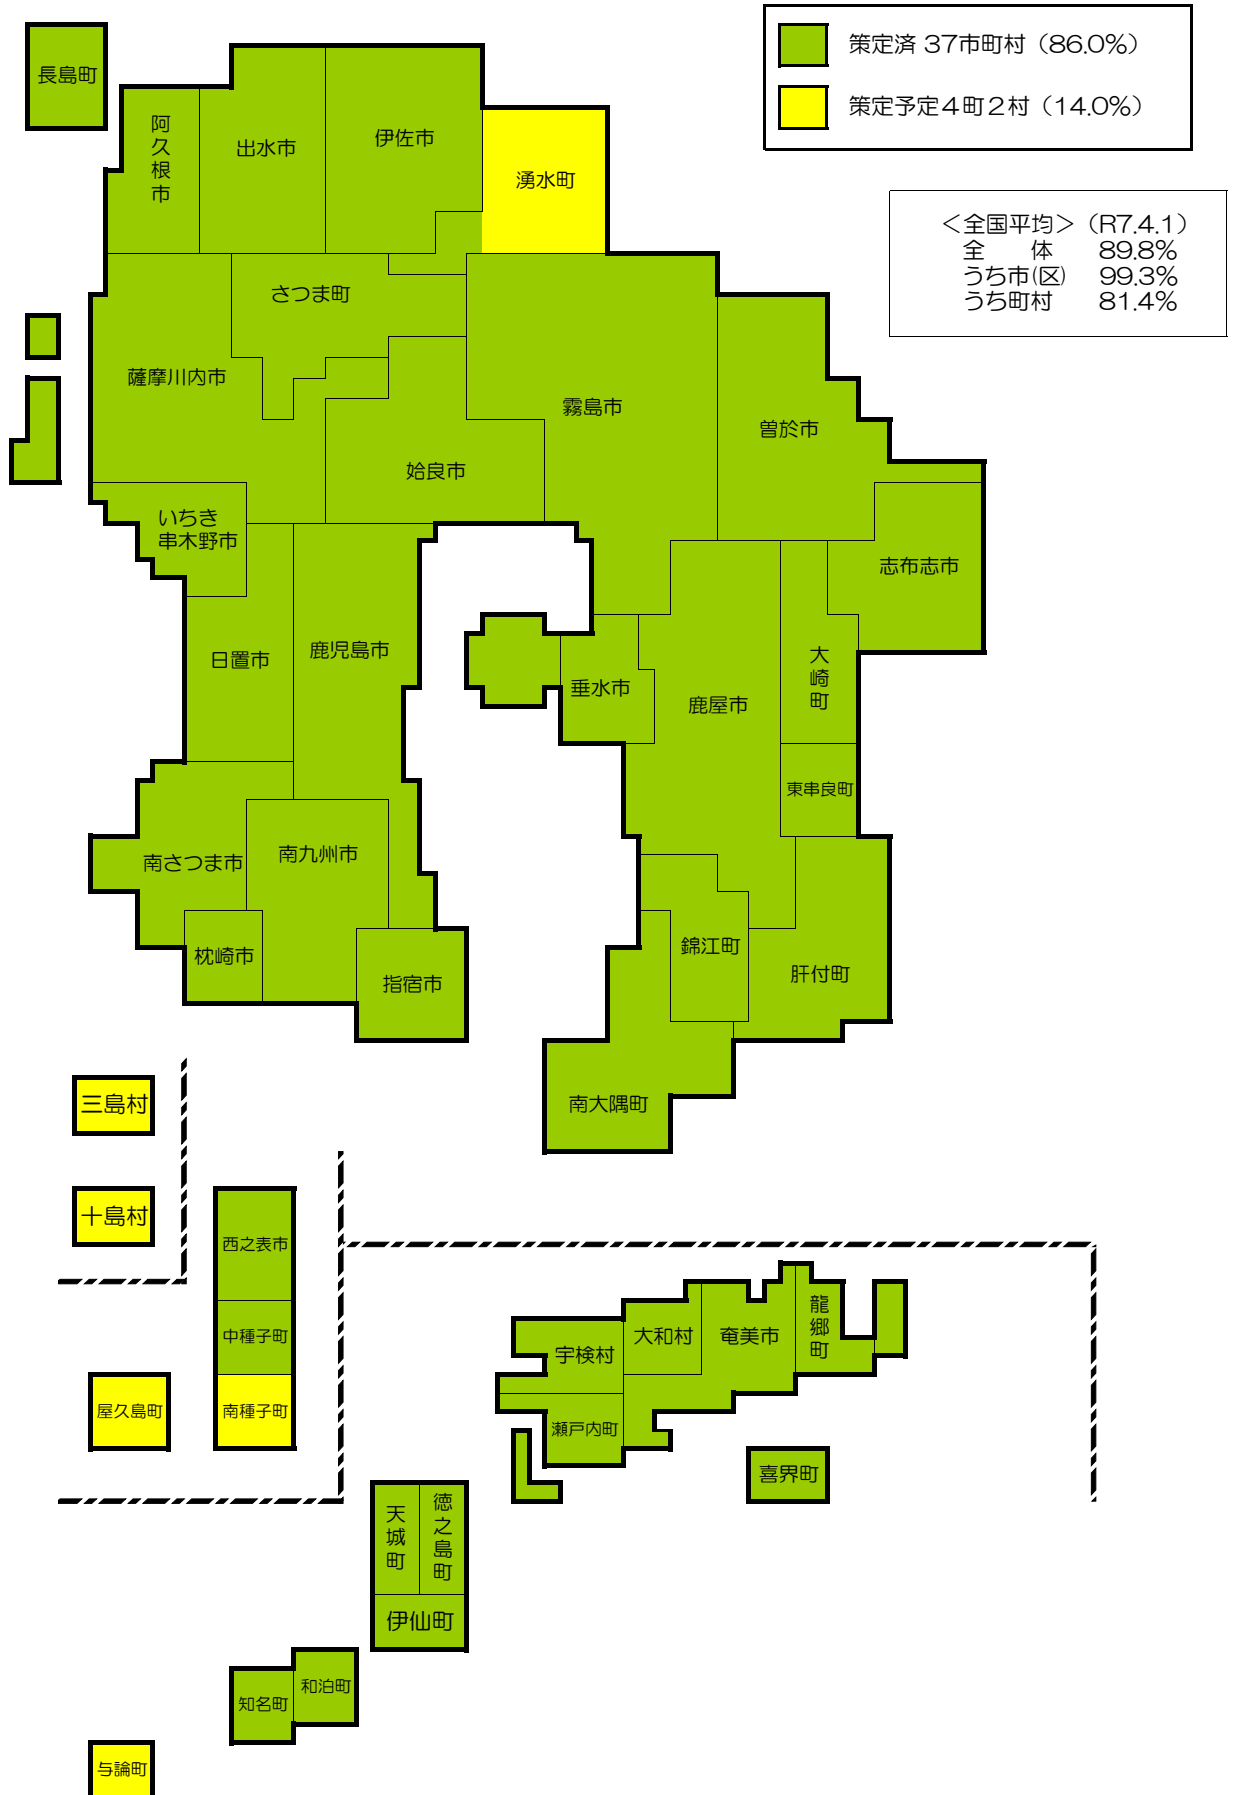 策定済 37市町村（86.0%）
策定予定４町２村（14.0%）
＜全国平均＞（R7.4.1）
全　　体　　89.8%
うち市(区)　99.3%
うち町村　　81.4%
長島町
阿久根市
出水市
伊佐市
湧水町
さつま町
薩摩川内市
霧島市
曽於市
姶良市
いちき
串木野市
志布志市
日置市
鹿児島市
垂水市
鹿屋市
大崎町
東串良町
南さつま市
南九州市
枕崎市
指宿市
錦江町
肝付町
南大隅町
三島村
十島村
西之表市
中種子町
南種子町
屋久島町
宇検村
大和村
奄美市
龍郷町
瀬戸内町
喜界町
天城町
徳之島町
伊仙町
和泊町
知名町
与論町